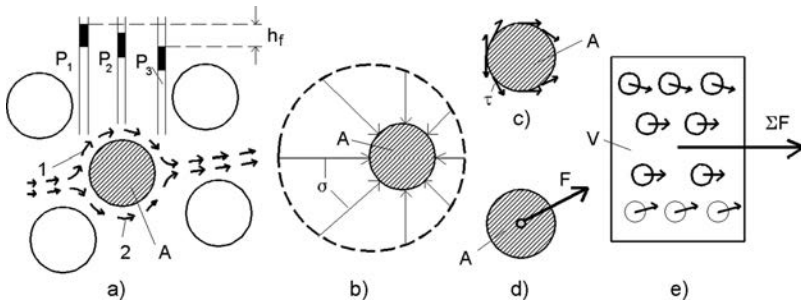 P1 P2 P3 hf
1
2 A
a)
A
σ
b)
A
τ
c)
F
A
d)
V ΣF
e)